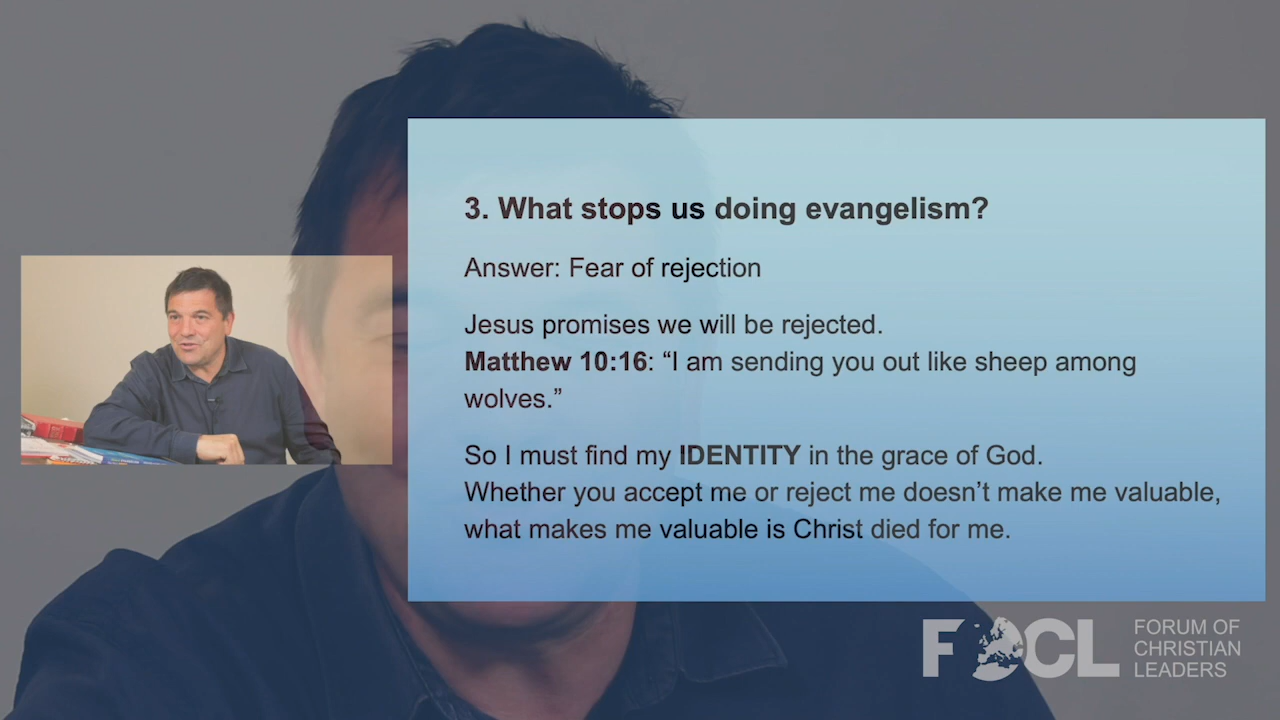 3. What stops us doing evangelism?
Answer: Fear of rejection
Jesus promises we will be rejected.
Matthew 10:16: “I am sending you out like sheep among
wolves.”
So I must find my IDENTITY in the grace of God.
Whether you accept me or reject me doesn’t make me valuable,
what makes me valuable is Christ died for me.
FOCL
FORUM OF
CHRISTIAN
LEADERS